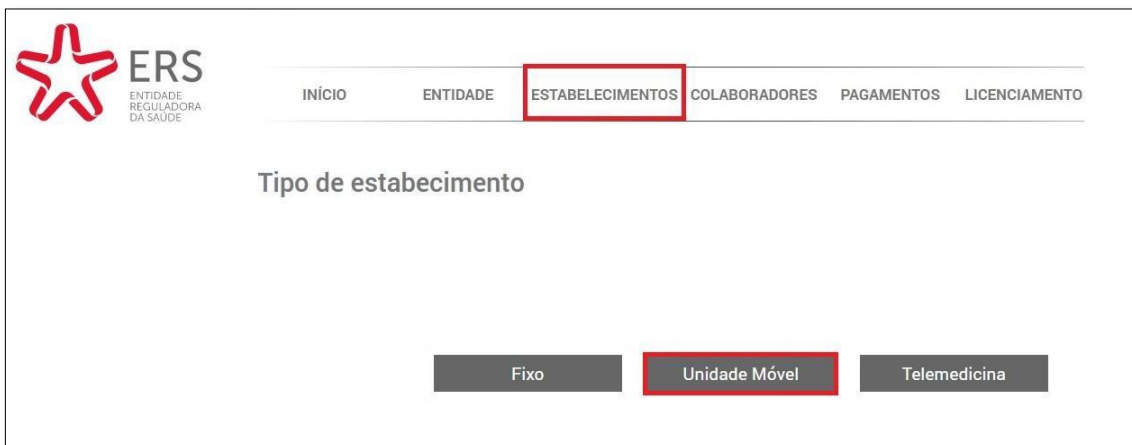 ERS
ENTIDADE
REGULADORA
DA SAÚDE
INÍCIO ENTIDADE ESTABELECIMENTOS COLABORADORES PAGAMENTOS LICENCIAMENTO
Tipo de estabecimento
Fixo Unidade Móvel Telemedicina